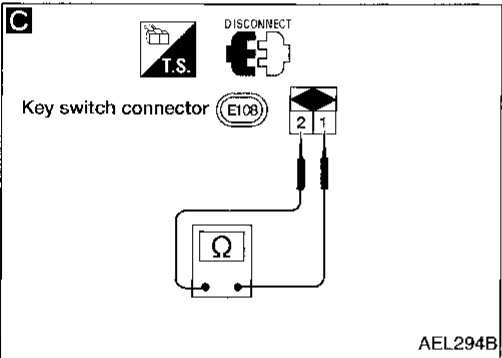 C
DISCONNECT
T.S.
Key switch connector E108
2 1
Ω
AEL294B